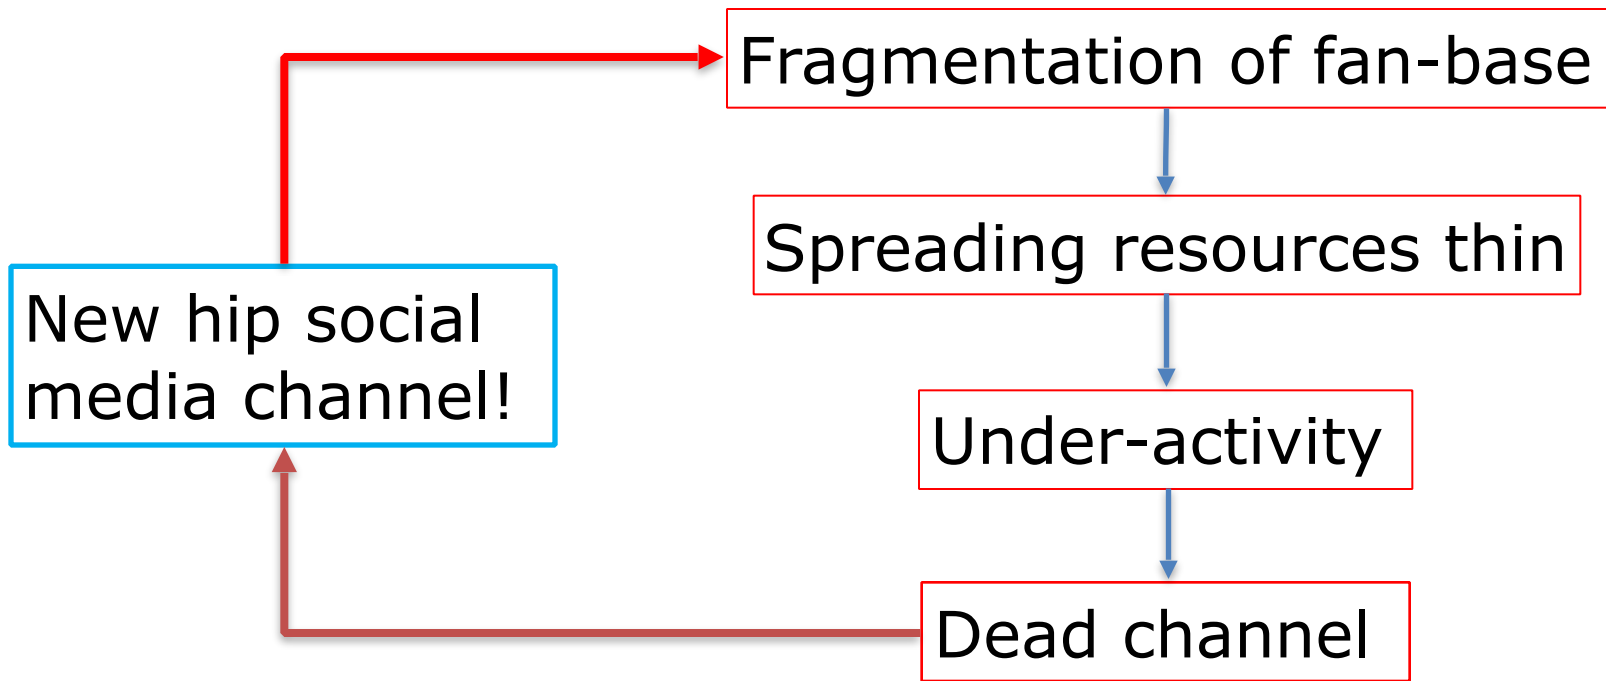 Fragmentation of fan-base
Spreading resources thin
New hip social
media channel!
Under-activity
Dead channel